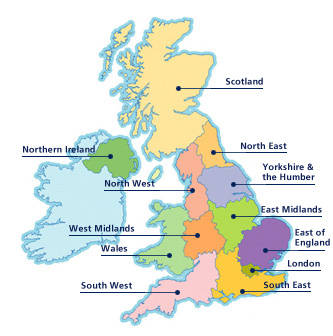 Scotland
Northern Ireland
North East
Yorkshire &
the Humber
North West
East Midlands
West Midlands
East of
England
Wales
London
South West
South East